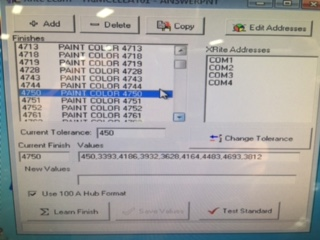 Add
Delete
Copy
Edit Addresses
Finishes
XRite Addresses
4713 PAINT COLOR 4713
4718 PAINT COLOR 4718
4719 PAINT COLOR 4719
4728 PAINT COLOR 4728
4743 PAINT COLOR 4743
4744 PAINT COLOR 4744
4750 PAINT COLOR 4750
4751 PAINT COLOR 4751
4752 PAINT COLOR 4752
4761 PAINT COLOR 4761
COM1
COM2
COM3
COM4
Current Tolerance: 450
Change Tolerance
Current Finish Values
4750 450,3393,4186,3932,3628,4164,4483,4693,3812
New Values
Use 100 A Hub Format
Learn Finish
Save Values
Test Standard